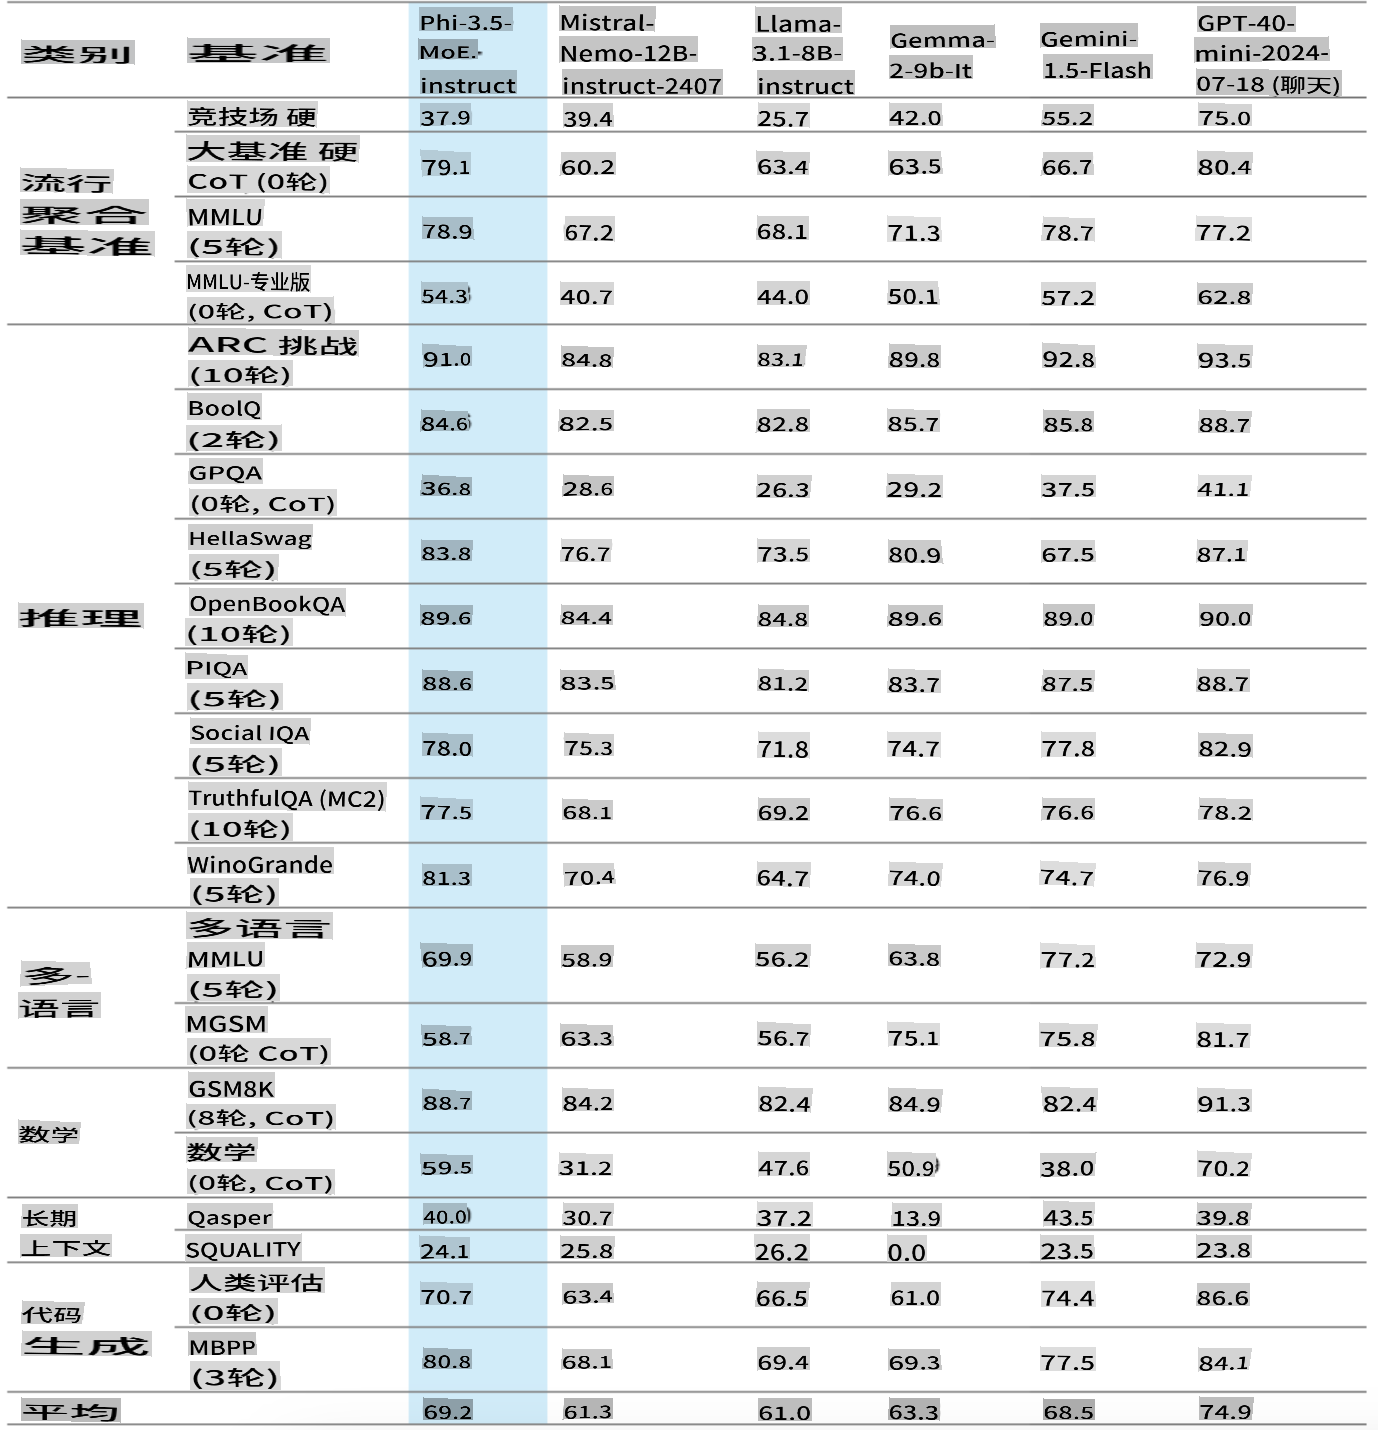 类别 基准 Phi-3.5-MoE.-instruct Mistral-Nemo-12B-instruct-2407 Llama-3.1-8B-instruct Gemma-2-9b-It Gemini-1.5-Flash GPT-40-mini-2024-07-18 (聊天)
流行聚合基准
竞技场 硬 37.9 39.4 25.7 42.0 55.2 75.0
大基准 硬 CoT (0轮) 79.1 60.2 63.4 63.5 66.7 80.4
MMLU (5轮) 78.9 67.2 68.1 71.3 78.7 77.2
MMLU-专业版 (0轮, CoT) 54.3 40.7 44.0 50.1 57.2 62.8
推理
ARC 挑战 (10轮) 91.0 84.8 83.1 89.8 92.8 93.5
BoolQ (2轮) 84.6 82.5 82.8 85.7 85.8 88.7
GPQA (0轮, CoT) 36.8 28.6 26.3 29.2 37.5 41.1
HellaSwag (5轮) 83.8 76.7 73.5 80.9 67.5 87.1
OpenBookQA (10轮) 89.6 84.4 84.8 89.6 89.0 90.0
PIQA (5轮) 88.6 83.5 81.2 83.7 87.5 88.7
Social IQA (5轮) 78.0 75.3 71.8 74.7 77.8 82.9
TruthfulQA (MC2) (10轮) 77.5 68.1 69.2 76.6 76.6 78.2
WinoGrande (5轮) 81.3 70.4 64.7 74.0 74.7 76.9
多-语言
多语言 MMLU (5轮) 69.9 58.9 56.2 63.8 77.2 72.9
MGSM (0轮 CoT) 58.7 63.3 56.7 75.1 75.8 81.7
数学
GSM8K (8轮, CoT) 88.7 84.2 82.4 84.9 82.4 91.3
数学 (0轮, CoT) 59.5 31.2 47.6 50.9 38.0 70.2
长期 上下文
Qasper 40.0 30.7 37.2 13.9 43.5 39.8
SQUALITY 24.1 25.8 26.2 0.0 23.5 23.8
代码 生成
人类评估 (0轮) 70.7 63.4 66.5 61.0 74.4 86.6
MBPP (3轮) 80.8 68.1 69.4 69.3 77.5 84.1
平均 69.2 61.3 61.0 63.3 68.5 74.9